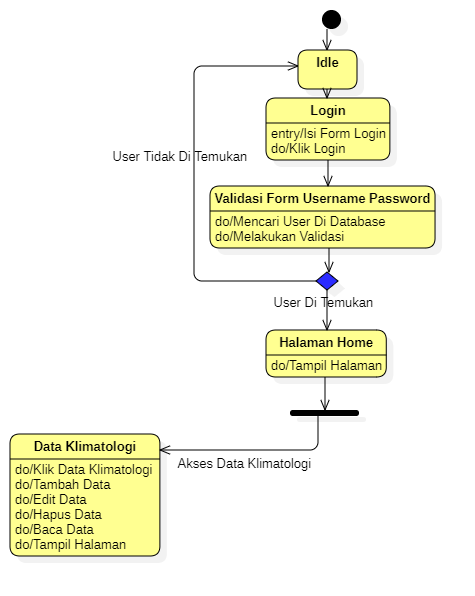 Idle
Login
entry/Isi Form Login
do/Klik Login
User Tidak Di Temukan
Validasi Form Username Password
do/Mencari User Di Database
do/Melakukan Validasi
User Di Temukan
Halaman Home
do/Tampil Halaman
Data Klimatologi
do/Klik Data Klimatologi
do/Tambah Data
do/Edit Data
do/Hapus Data
do/Baca Data
do/Tampil Halaman
Akses Data Klimatologi